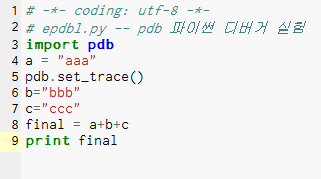 1 # -*- coding: utf-8 -*-
2 # epdb1.py -- pdb 파이썬 디버거 실험
3 import pdb
4 a = "aaa"
5 pdb.set_trace()
6 b="bbb"
7 c="ccc"
8 final = a+b+c
9 print final